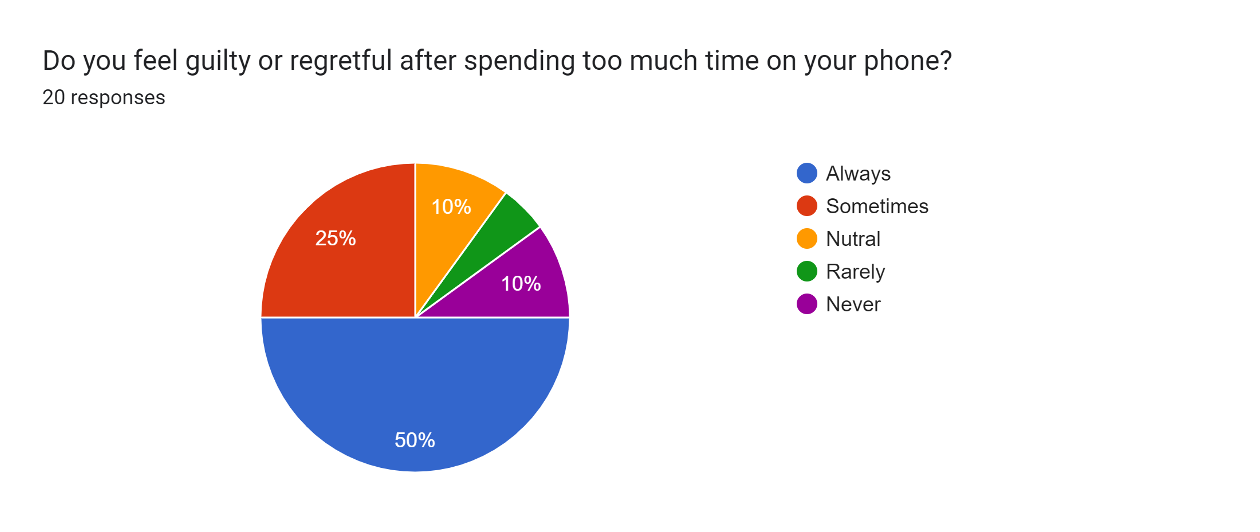 Do you feel guilty or regretful after spending too much time on your phone?
20 responses
Always
Sometimes
Nutral
Rarely
Never
10%
25%
10%
50%